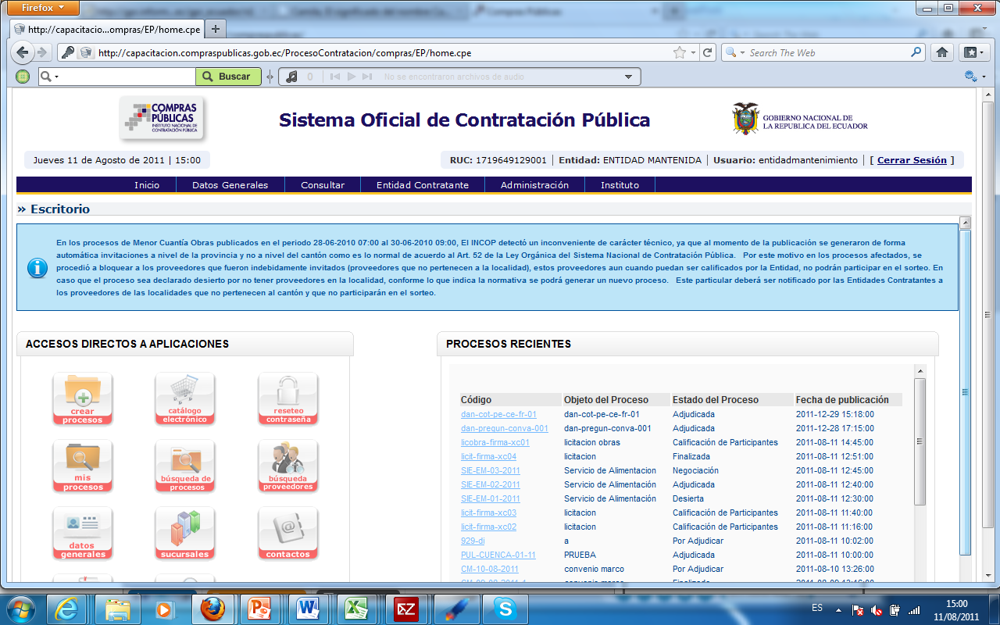 Firefox
http://capacitacio...ompras/EP/home.cpe
http://capacitacion.compraspublicas.gob.ec/ProcesoContratacion/compras/EP/home.cpe
Search The Web
Buscar
0
No se encontraron archivos de audio
COMPRAS PÚBLICAS
INSTITUTO NACIONAL DE CONTRATACIÓN PÚBLICA
Sistema Oficial de Contratación Pública
GOBIERNO NACIONAL DE
LA REPUBLICA DEL ECUADOR
Jueves 11 de Agosto de 2011 | 15:00
RUC: 1719649129001 | Entidad: ENTIDAD MANTENIDA | Usuario: entidadmantenimiento | [ Cerrar Sesión ]
Inicio Datos Generales Consultar Entidad Contratante Administración Instituto
» Escritorio
En los procesos de Menor Cuantía Obras publicados en el periodo 28-06-2010 07:00 al 30-06-2010 09:00, El INCOP detectó un inconveniente de carácter técnico, ya que al momento de la publicación se generaron de forma
automática invitaciones a nivel de la provincia y no a nivel del cantón como es lo normal de acuerdo al Art. 52 de la Ley Orgánica del Sistema Nacional de Contratación Pública. Por este motivo en los procesos afectados, se
procedió a bloquear a los proveedores que fueron indebidamente invitados (proveedores que no pertenecen a la localidad), estos proveedores aun cuando puedan ser calificados por la Entidad, no podrán participar en el sorteo. En
caso que el proceso sea declarado desierto por no tener proveedores en la localidad, conforme lo que indica la normativa se podrá generar un nuevo proceso. Este particular deberá ser notificado por las Entidades Contratantes a
los proveedores de las localidades que no pertenecen al cantón y que no participarán en el sorteo.
ACCESOS DIRECTOS A APLICACIONES
crear procesos
catálogo electrónico
reseteo contraseña
mis procesos
búsqueda de procesos
búsqueda proveedores
datos generales
sucursales
contactos
PROCESOS RECIENTES
Código Objeto del Proceso Estado del Proceso Fecha de publicación
dan-cot-pe-ce-fr-01 dan-cot-pe-ce-fr-01 Adjudicada 2011-12-29 15:18:00
dan-pregun-conva-001 dan-pregun-conva-001 Adjudicada 2011-12-28 17:15:00
licobra-firma-xc01 licitacion obras Calificación de Participantes 2011-08-11 14:45:00
licit-firma-xc04 licitacion Finalizada 2011-08-11 12:51:00
SIE-EM-03-2011 Servicio de Alimentacion Negociación 2011-08-11 12:45:00
SIE-EM-02-2011 Servicio de Alimentación Adjudicada 2011-08-11 12:40:00
SIE-EM-01-2011 Servicio de Alimentación Desierta 2011-08-11 12:30:00
licit-firma-xc03 licitacion Calificación de Participantes 2011-08-11 11:40:00
licit-firma-xc02 licitacion Calificación de Participantes 2011-08-11 11:16:00
929-di a Por Adjudicar 2011-08-11 10:02:00
PUL-CUENCA-01-11 PRUEBA Adjudicada 2011-08-11 10:00:00
CM-10-08-2011 convenio marco Por Adjudicar 2011-08-10 13:26:00
convenio marco Finalizada
ES
15:00
11/08/2011